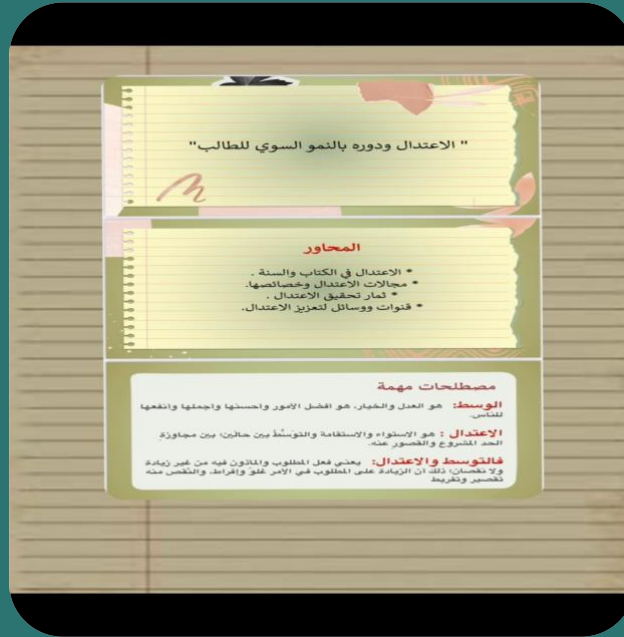 " الاعتدال ودوره بالنمو السوي للطالب"
المحاور
* الاعتدال في الكتاب والسنة .
* مجالات الاعتدال وخصائصها.
* ثمار تحقيق الاعتدال .
* قنوات ووسائل لتعزيز الاعتدال.
مصطلحات مهمة
الوسط: هو العدل والخيار، هو افضل الأمور واحسنها واجملها وانفعها
للناس.
الاعتدال : هو الاستواء والاستقامة والتوسُّط بين حالين؛ بين مجاوزة
الحد المشروع والقصور عنه.
فالتوسط والاعتدال: يعني فعل المطلوب والمأذون فيه من غير زيادة
ولا نقصان؛ ذلك أن الزيادة على المطلوب في الأمر غلوّ وإفراط، والنقص منه
تقصير وتفريط